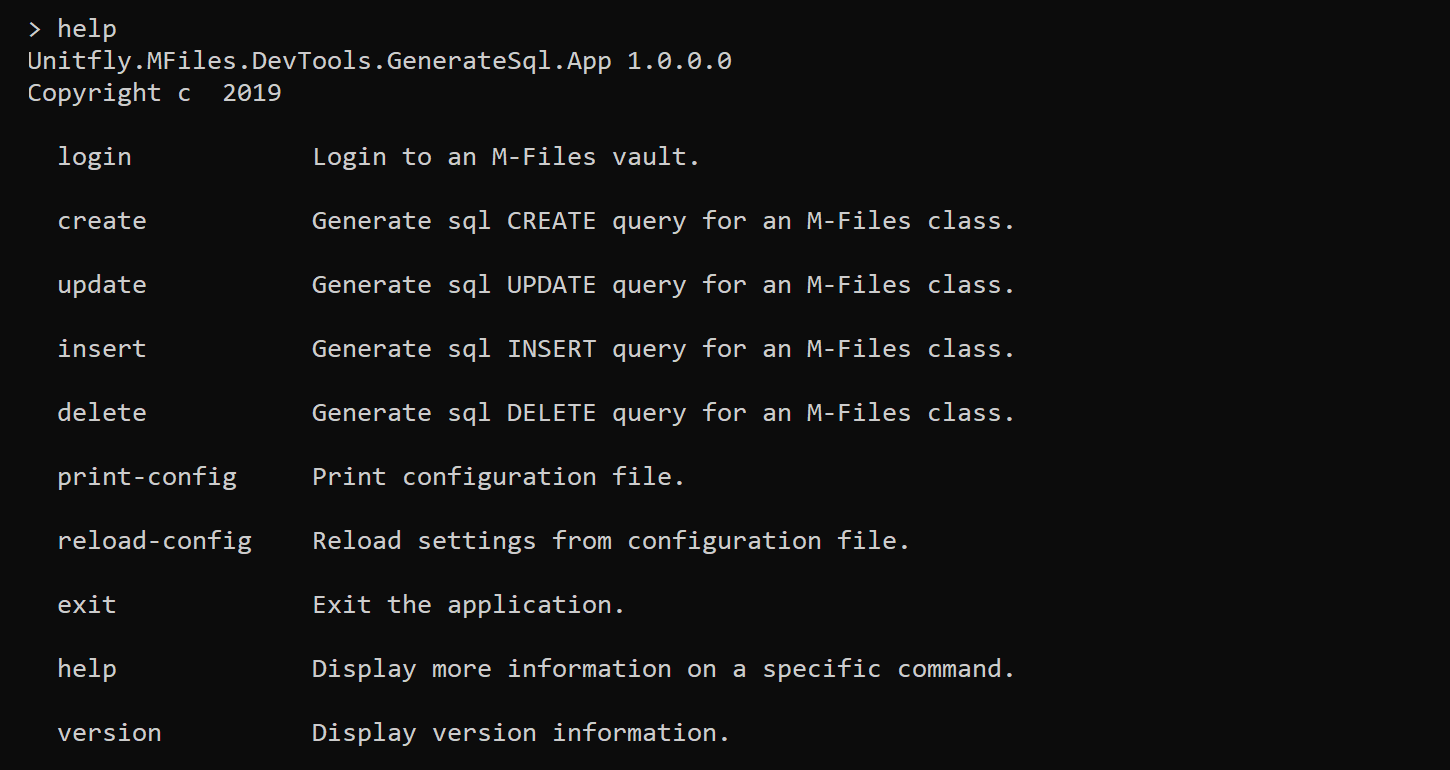 > help
Unitfly.MFiles.DevTools.GenerateSql.App 1.0.0.0
Copyright c  2019
login            Login to an M-Files vault.
create           Generate sql CREATE query for an M-Files class.
update           Generate sql UPDATE query for an M-Files class.
insert           Generate sql INSERT query for an M-Files class.
delete           Generate sql DELETE query for an M-Files class.
print-config     Print configuration file.
reload-config    Reload settings from configuration file.
exit             Exit the application.
help             Display more information on a specific command.
version          Display version information.